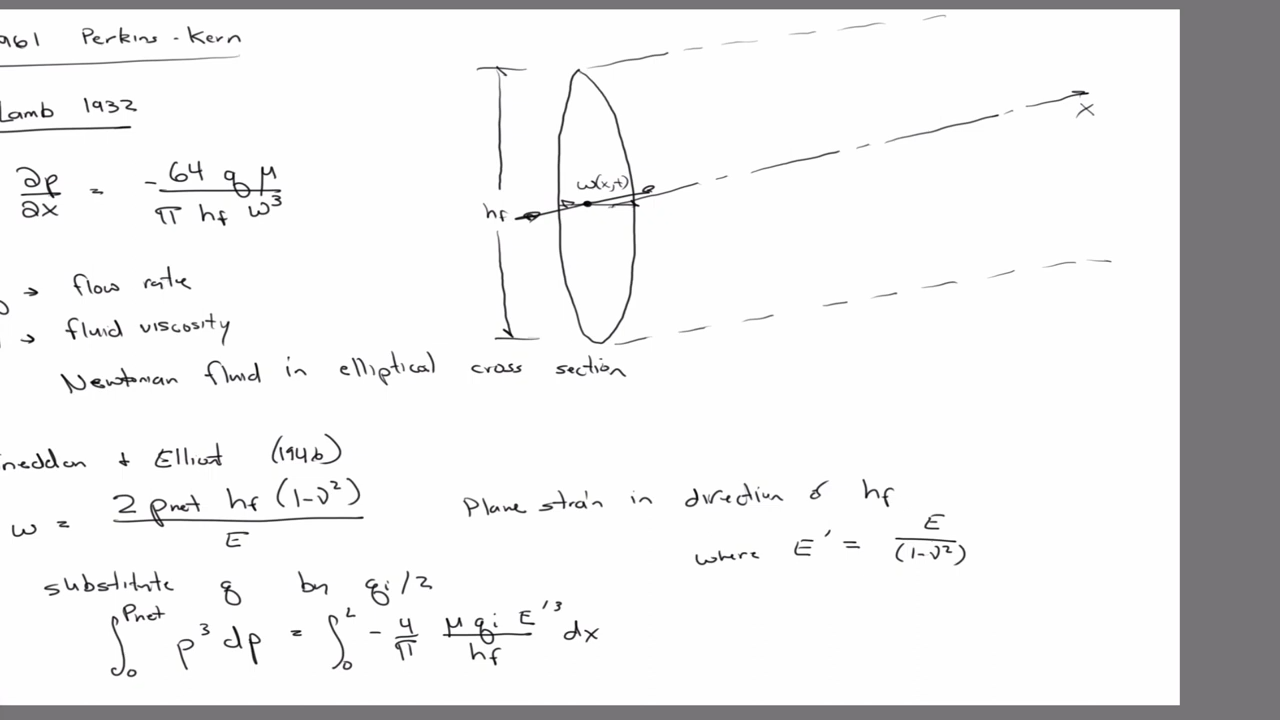 961 Perkins - Kern
Lamb 1932
∂p/∂x = - 64 q μ / π hf w³
w(x,t)
x
hf
→ flow rate
→ fluid viscosity
Newtonian fluid in elliptical cross section
neddon + Elliott (1946)
w = 2 pnet hf (1-ν²) / E
Plane strain in direction of hf
where E' = E / (1-ν²)
substitute q by qi/2
∫₀^Pnet p³ dp = ∫₀^L - 4/π μ qi E'³ / hf dx